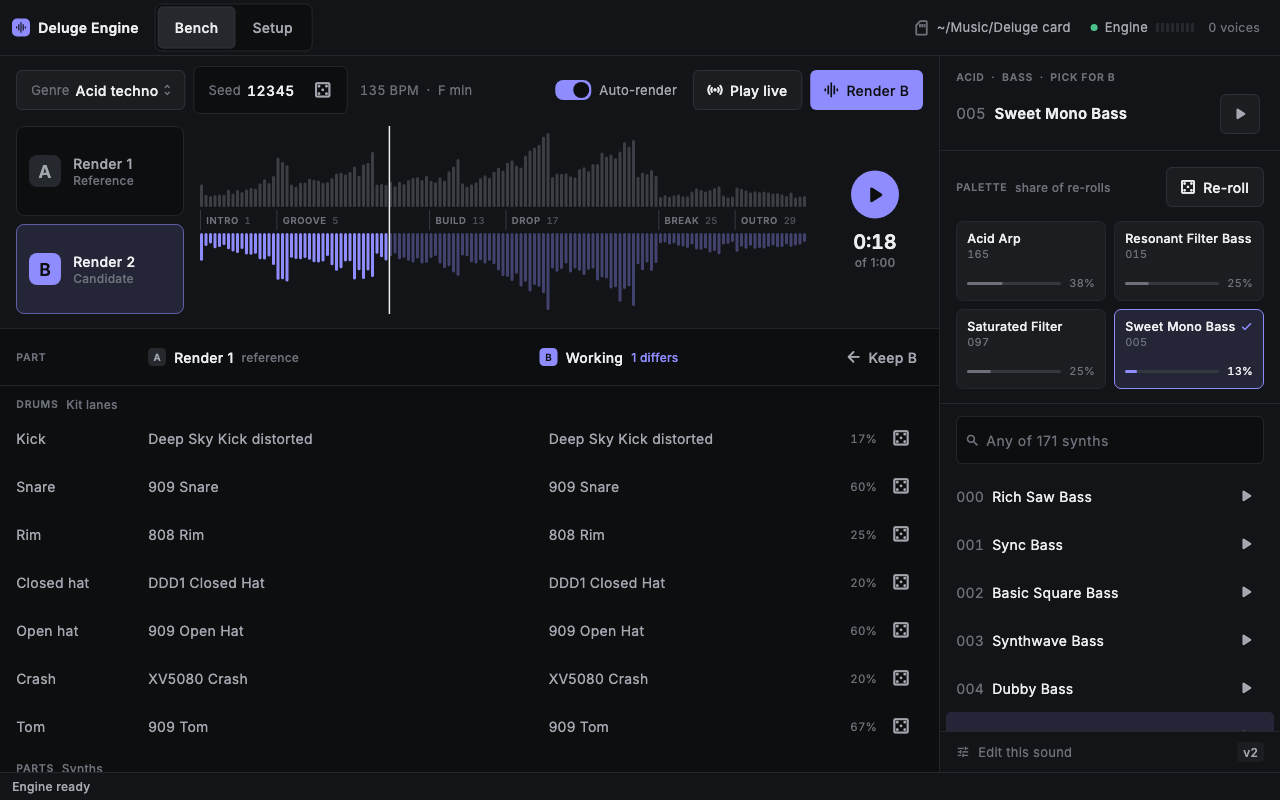 Deluge Engine Bench Setup ~/Music/Deluge card Engine 0 voices
Genre Acid techno Seed 12345 135 BPM · F min Auto-render Play live Render B
A Render 1
Reference
B Render 2
Candidate
INTRO 1 GROOVE 5 BUILD 13 DROP 17 BREAK 25 OUTRO 29
0:18
of 1:00
PART A Render 1 reference B Working 1 differs Keep B
DRUMS Kit lanes
Kick Deep Sky Kick distorted Deep Sky Kick distorted 17%
Snare 909 Snare 909 Snare 60%
Rim 808 Rim 808 Rim 25%
Closed hat DDD1 Closed Hat DDD1 Closed Hat 20%
Open hat 909 Open Hat 909 Open Hat 60%
Crash XV5080 Crash XV5080 Crash 20%
Tom 909 Tom 909 Tom 67%
PARTS Synths
ACID · BASS · PICK FOR B
005 Sweet Mono Bass
PALETTE share of re-rolls Re-roll
Acid Arp
165
38%
Resonant Filter Bass
015
25%
Saturated Filter
097
25%
Sweet Mono Bass
005
13%
Any of 171 synths
000 Rich Saw Bass
001 Sync Bass
002 Basic Square Bass
003 Synthwave Bass
004 Dubby Bass
Edit this sound v2
Engine ready